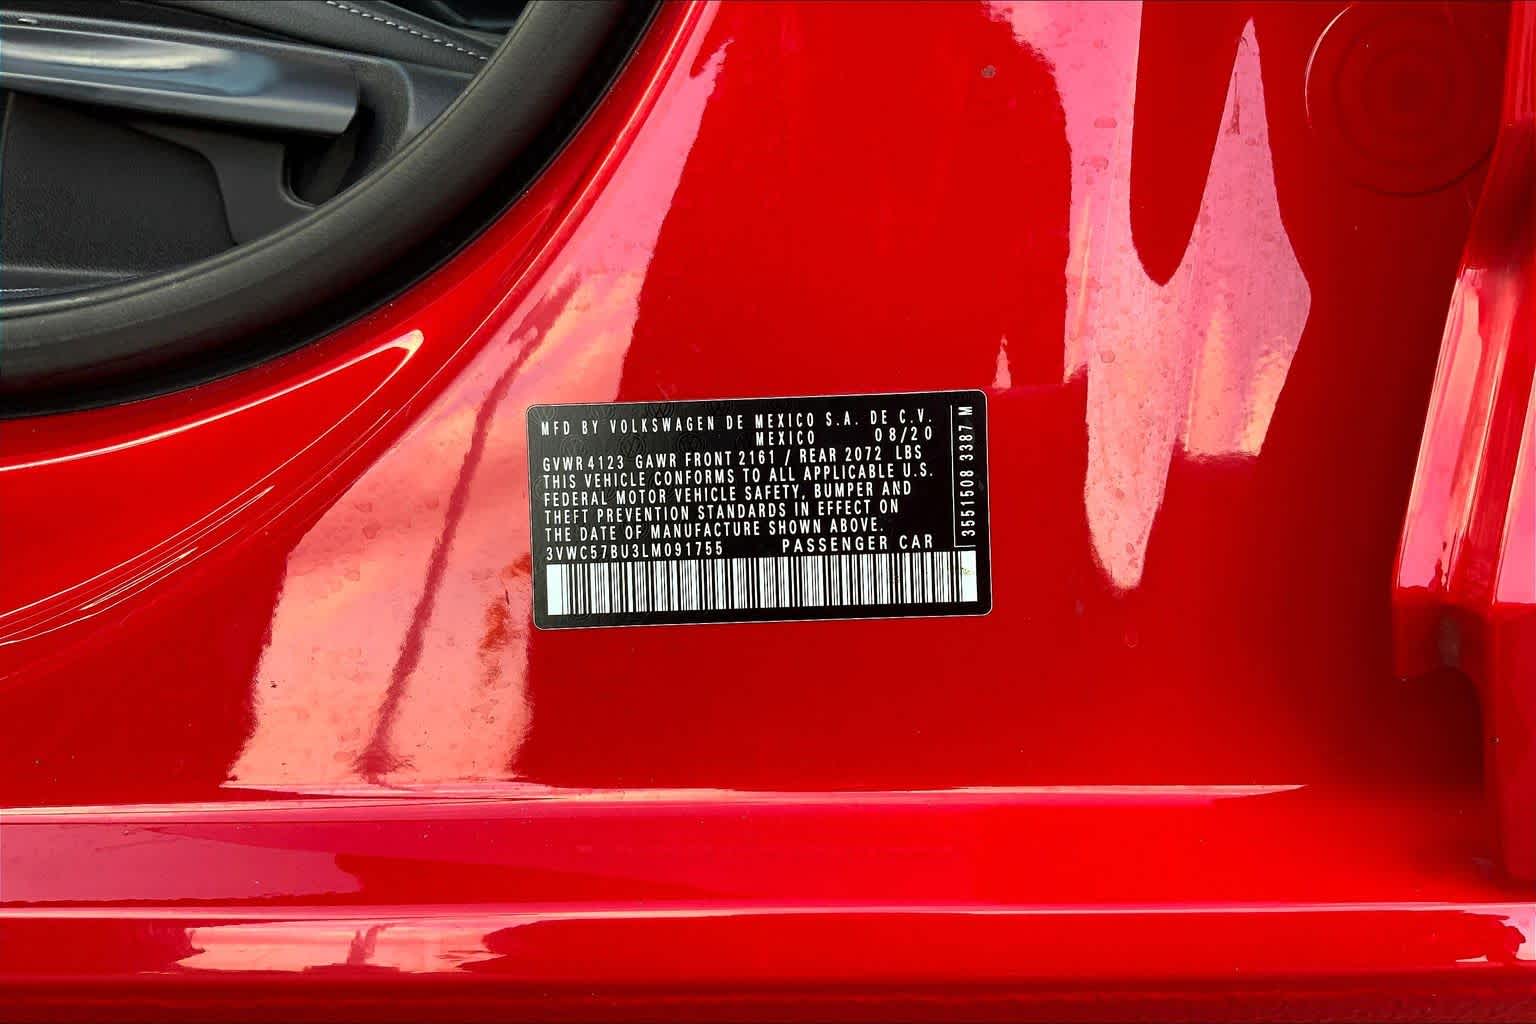 MFD BY VOLKSWAGEN DE MEXICO S.A. DE C.V.
MEXICO 08/20
GVWR 4123 GAWR FRONT 2161 / REAR 2072 LBS
THIS VEHICLE CONFORMS TO ALL APPLICABLE U.S.
FEDERAL MOTOR VEHICLE SAFETY, BUMPER AND
THEFT PREVENTION STANDARDS IN EFFECT ON
THE DATE OF MANUFACTURE SHOWN ABOVE.
3VWC57BU3LM091755 PASSENGER CAR
3551508 3387 M